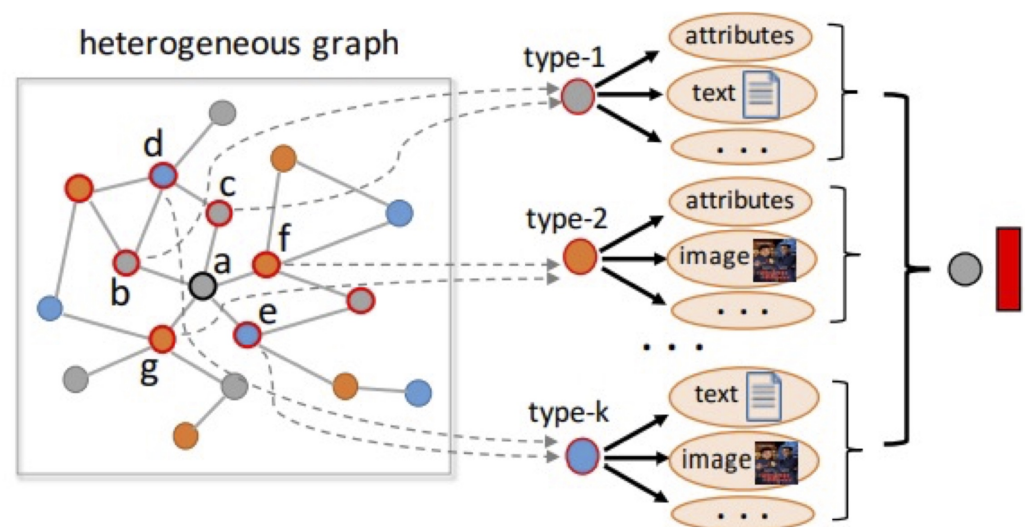 heterogeneous graph
d
c
f
a
b
e
g
type-1
attributes
text
. . .
type-2
attributes
image
. . .
. . .
type-k
text
image
. . .